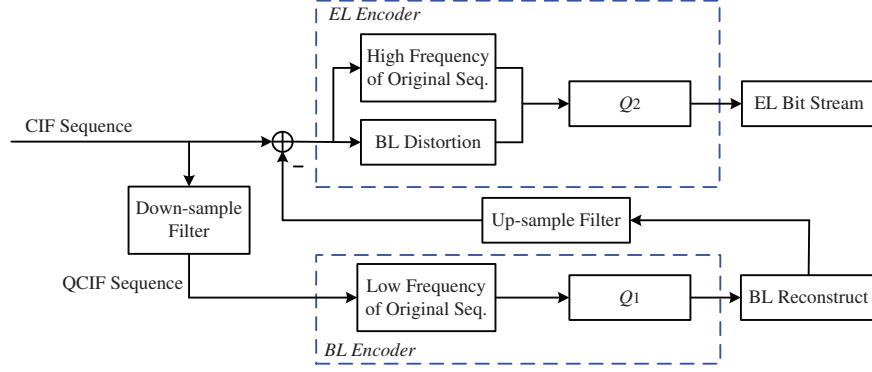 EL Encoder
High Frequency
of Original Seq.
Q2
EL Bit Stream
CIF Sequence
BL Distortion
–
Down-sample
Filter
Up-sample Filter
QCIF Sequence
Low Frequency
of Original Seq.
Q1
BL Reconstruct
BL Encoder